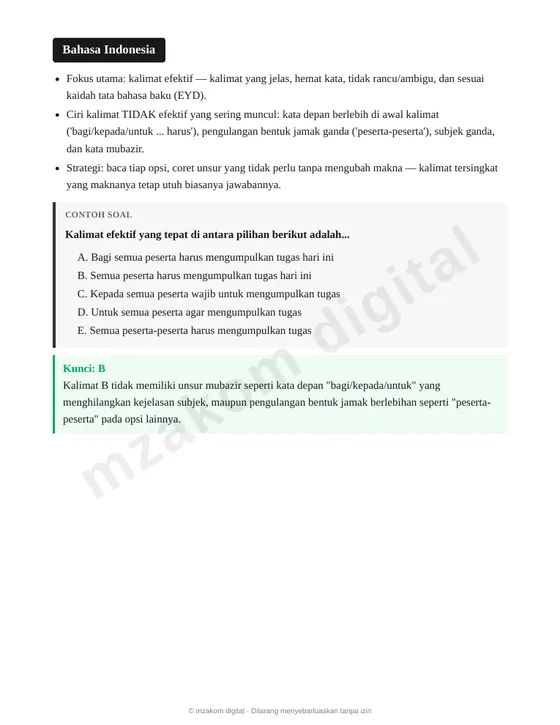 Bahasa Indonesia
• Fokus utama: kalimat efektif — kalimat yang jelas, hemat kata, tidak rancu/ambigu, dan sesuai
kaidah tata bahasa baku (EYD).
• Ciri kalimat TIDAK efektif yang sering muncul: kata depan berlebih di awal kalimat
('bagi/kepada/untuk ... harus'), pengulangan bentuk jamak ganda ('peserta-peserta'), subjek ganda,
dan kata mubazir.
• Strategi: baca tiap opsi, coret unsur yang tidak perlu tanpa mengubah makna — kalimat tersingkat
yang maknanya tetap utuh biasanya jawabannya.
CONTOH SOAL
Kalimat efektif yang tepat di antara pilihan berikut adalah...
A. Bagi semua peserta harus mengumpulkan tugas hari ini
B. Semua peserta harus mengumpulkan tugas hari ini
C. Kepada semua peserta wajib untuk mengumpulkan tugas
D. Untuk semua peserta agar mengumpulkan tugas
E. Semua peserta-peserta harus mengumpulkan tugas
Kunci: B
Kalimat B tidak memiliki unsur mubazir seperti kata depan "bagi/kepada/untuk" yang
menghilangkan kejelasan subjek, maupun pengulangan bentuk jamak berlebihan seperti "peserta-
peserta" pada opsi lainnya.
mzakom digital
© mzakom digital · Dilarang menyebarluaskan tanpa izin